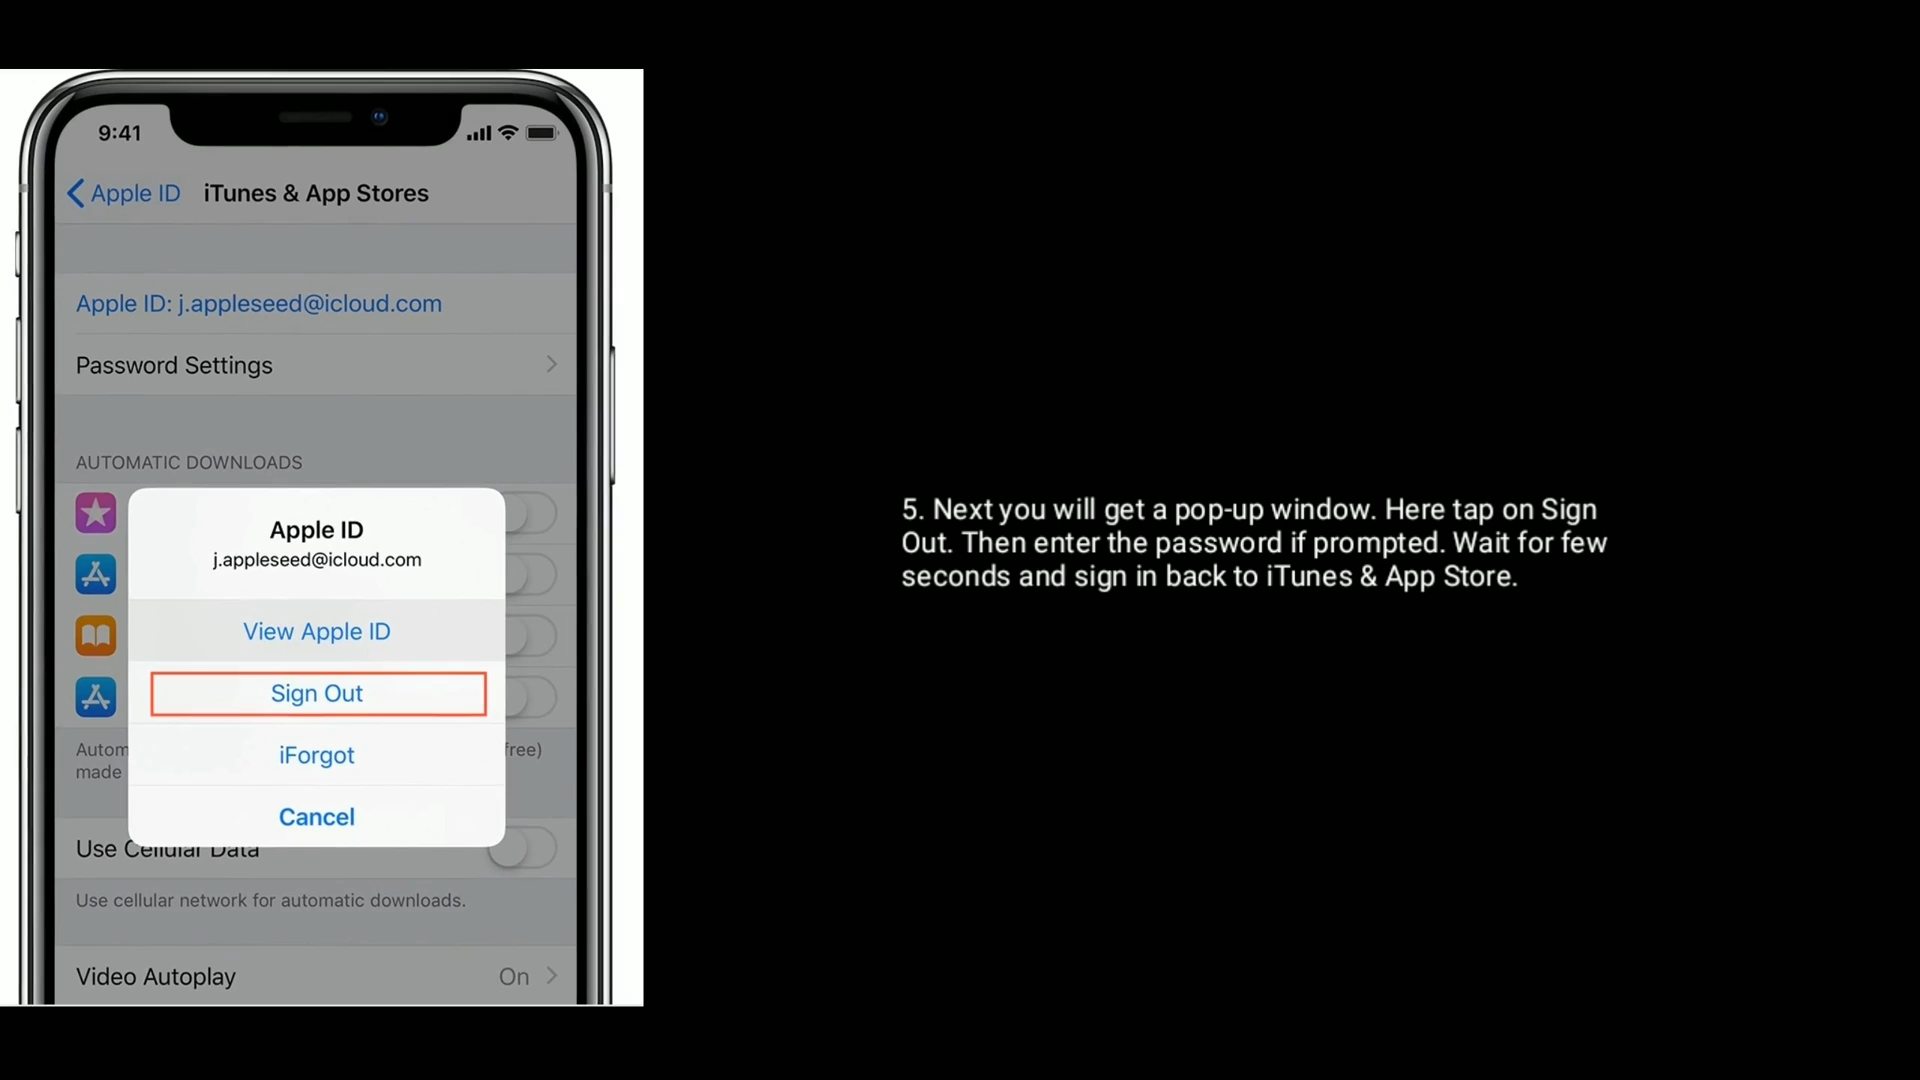 9:41
Apple ID
iTunes & App Stores
Apple ID: j.appleseed@icloud.com
Password Settings
AUTOMATIC DOWNLOADS
Apple ID
j.appleseed@icloud.com
View Apple ID
Sign Out
iForgot
Cancel
free)
made
Use Cellular Data
Use cellular network for automatic downloads.
Video Autoplay
On
5. Next you will get a pop-up window. Here tap on Sign
Out. Then enter the password if prompted. Wait for few
seconds and sign in back to iTunes & App Store.